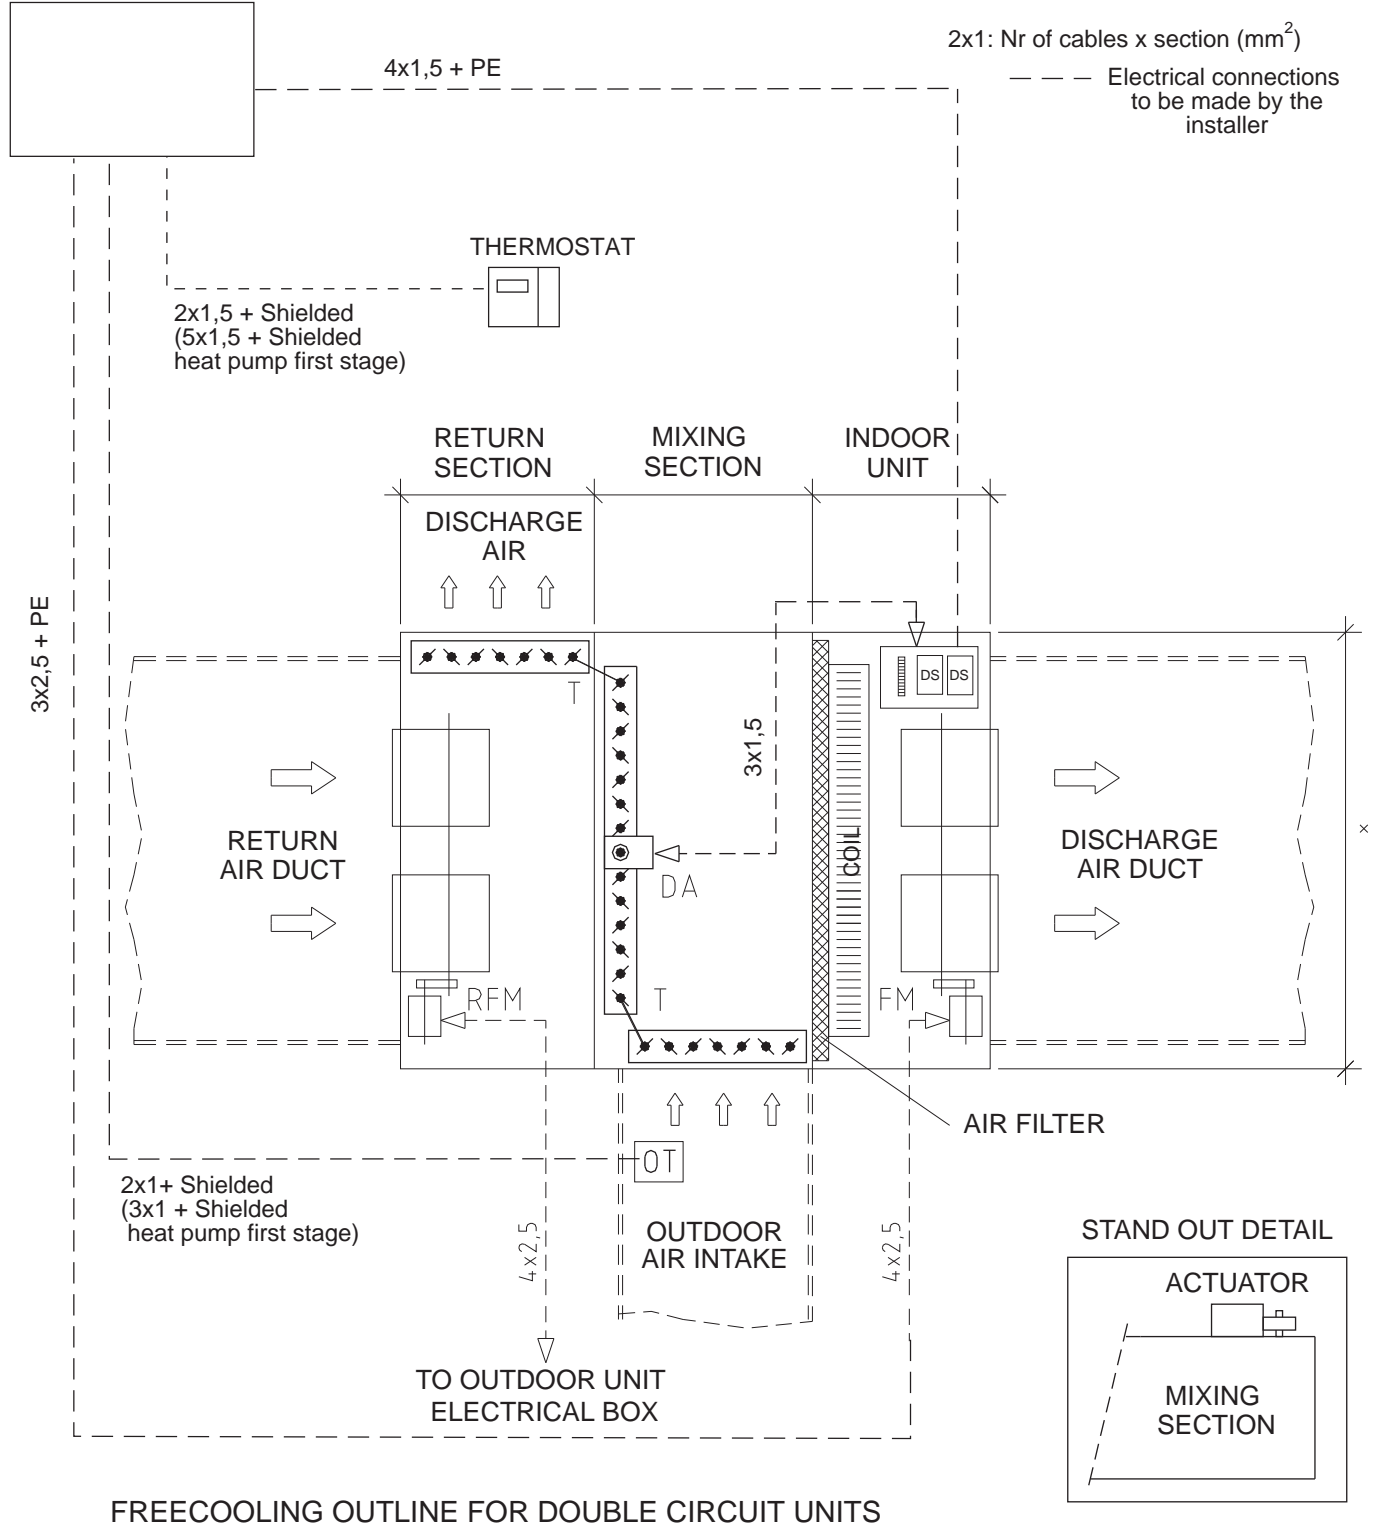 2x1: Nr of cables x section (mm²)
4x1,5 + PE
Electrical connections
to be made by the
installer
THERMOSTAT
2x1,5 + Shielded
(5x1,5 + Shielded
heat pump first stage)
RETURN
SECTION
MIXING
SECTION
INDOOR
UNIT
DISCHARGE
AIR
3x2,5 + PE
T
DS
DS
3x1,5
RETURN
AIR DUCT
COIL
DISCHARGE
AIR DUCT
x
DA
RFM
T
FM
AIR FILTER
OT
2x1+ Shielded
(3x1 + Shielded
heat pump first stage)
4x2,5
OUTDOOR
AIR INTAKE
4x2,5
STAND OUT DETAIL
ACTUATOR
MIXING
SECTION
TO OUTDOOR UNIT
ELECTRICAL BOX
FREECOOLING OUTLINE FOR DOUBLE CIRCUIT UNITS